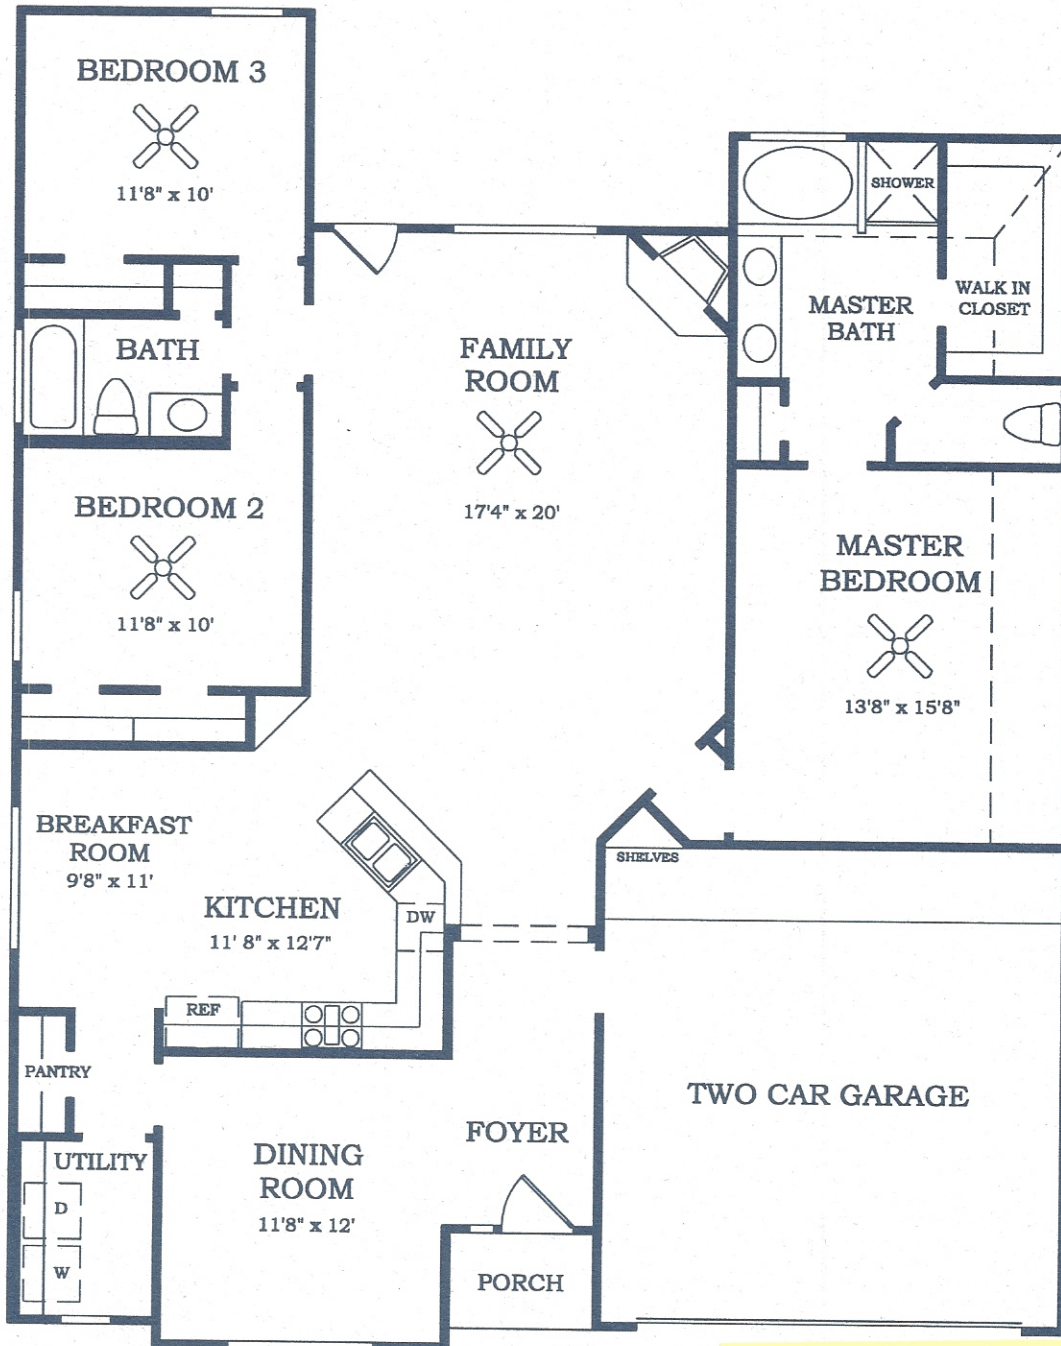 BEDROOM 3
11'8" x 10'
SHOWER
WALK IN
CLOSET
MASTER
BATH
BATH
FAMILY
ROOM
17'4" x 20'
BEDROOM 2
11'8" x 10'
MASTER
BEDROOM
13'8" x 15'8"
BREAKFAST
ROOM
9'8" x 11'
SHELVES
KITCHEN
11' 8" x 12'7"
DW
REF
PANTRY
TWO CAR GARAGE
FOYER
UTILITY
D
W
DINING
ROOM
11'8" x 12'
PORCH